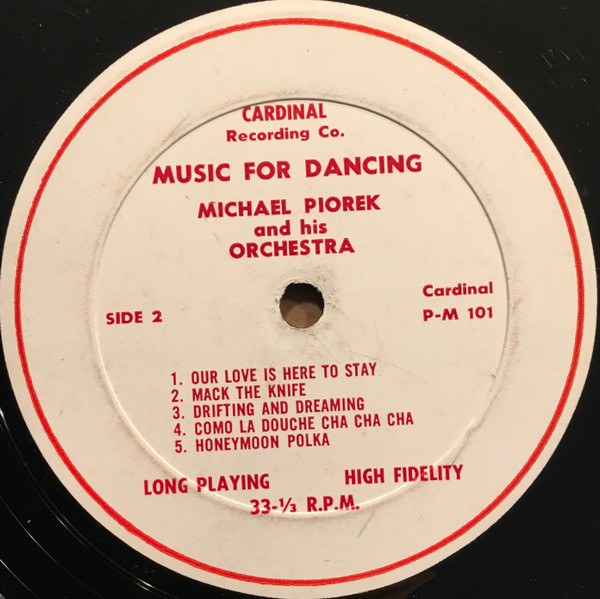 CARDINAL
Recording Co.
MUSIC FOR DANCING
MICHAEL PIOREK
and his
ORCHESTRA
SIDE 2
Cardinal
P-M 101
1. OUR LOVE IS HERE TO STAY
2. MACK THE KNIFE
3. DRIFTING AND DREAMING
4. COMO LA DOUCHE CHA CHA CHA
5. HONEYMOON POLKA
LONG PLAYING HIGH FIDELITY
33-⅓ R.P.M.